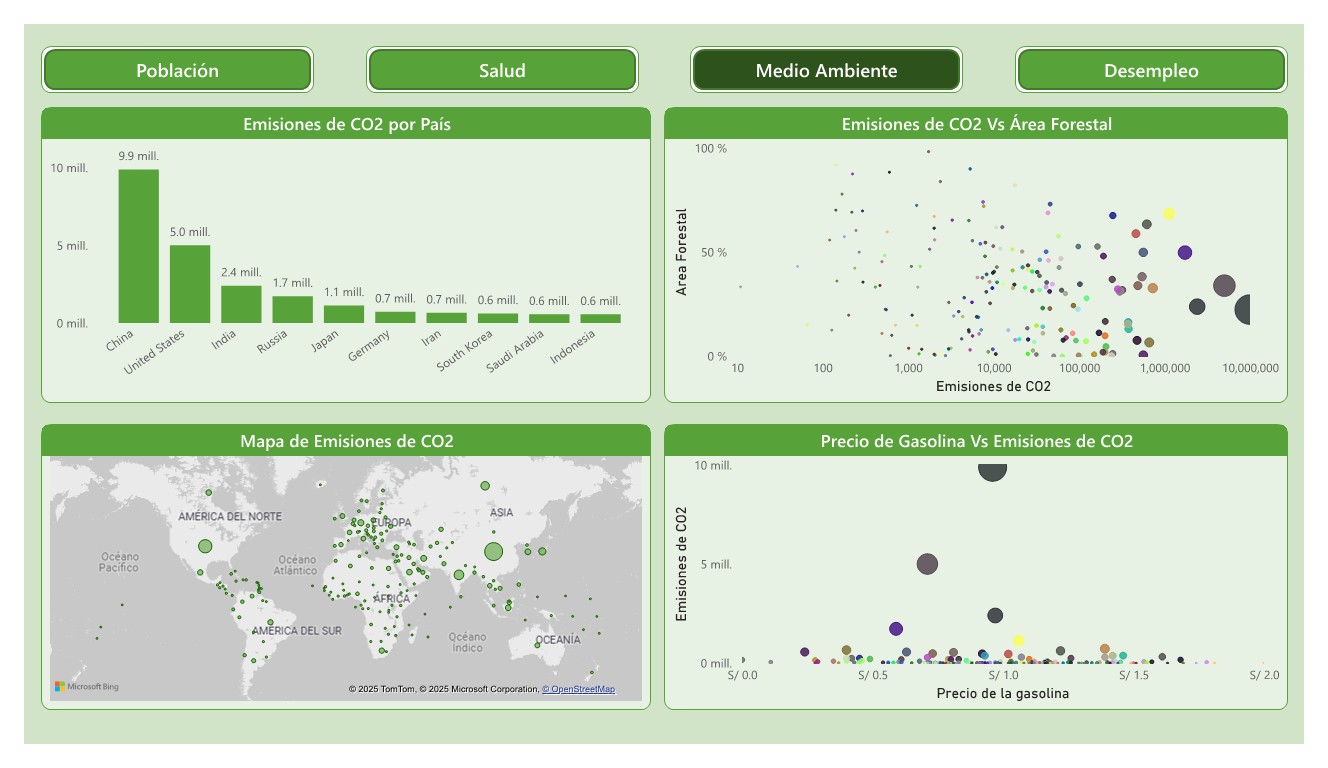 Población
Salud
Medio Ambiente
Desempleo
Emisiones de CO2 por País
10 mill.
5 mill.
0 mill.
9.9 mill.
5.0 mill.
2.4 mill.
1.7 mill.
1.1 mill.
0.7 mill.
0.7 mill.
0.6 mill.
0.6 mill.
0.6 mill.
China
United States
India
Russia
Japan
Germany
Iran
South Korea
Saudi Arabia
Indonesia
Emisiones de CO2 Vs Área Forestal
100 %
50 %
0 %
Área Forestal
10
100
1,000
10,000
100,000
1,000,000
10,000,000
Emisiones de CO2
Mapa de Emisiones de CO2
AMÉRICA DEL NORTE
EUROPA
ASIA
Océano
Pacífico
Océano
Atlántico
ÁFRICA
AMÉRICA DEL SUR
Océano
Índico
OCEANÍA
Microsoft Bing
© 2025 TomTom, © 2025 Microsoft Corporation, © OpenStreetMap
Precio de Gasolina Vs Emisiones de CO2
10 mill.
5 mill.
0 mill.
Emisiones de CO2
S/ 0.0
S/ 0.5
S/ 1.0
S/ 1.5
S/ 2.0
Precio de la gasolina